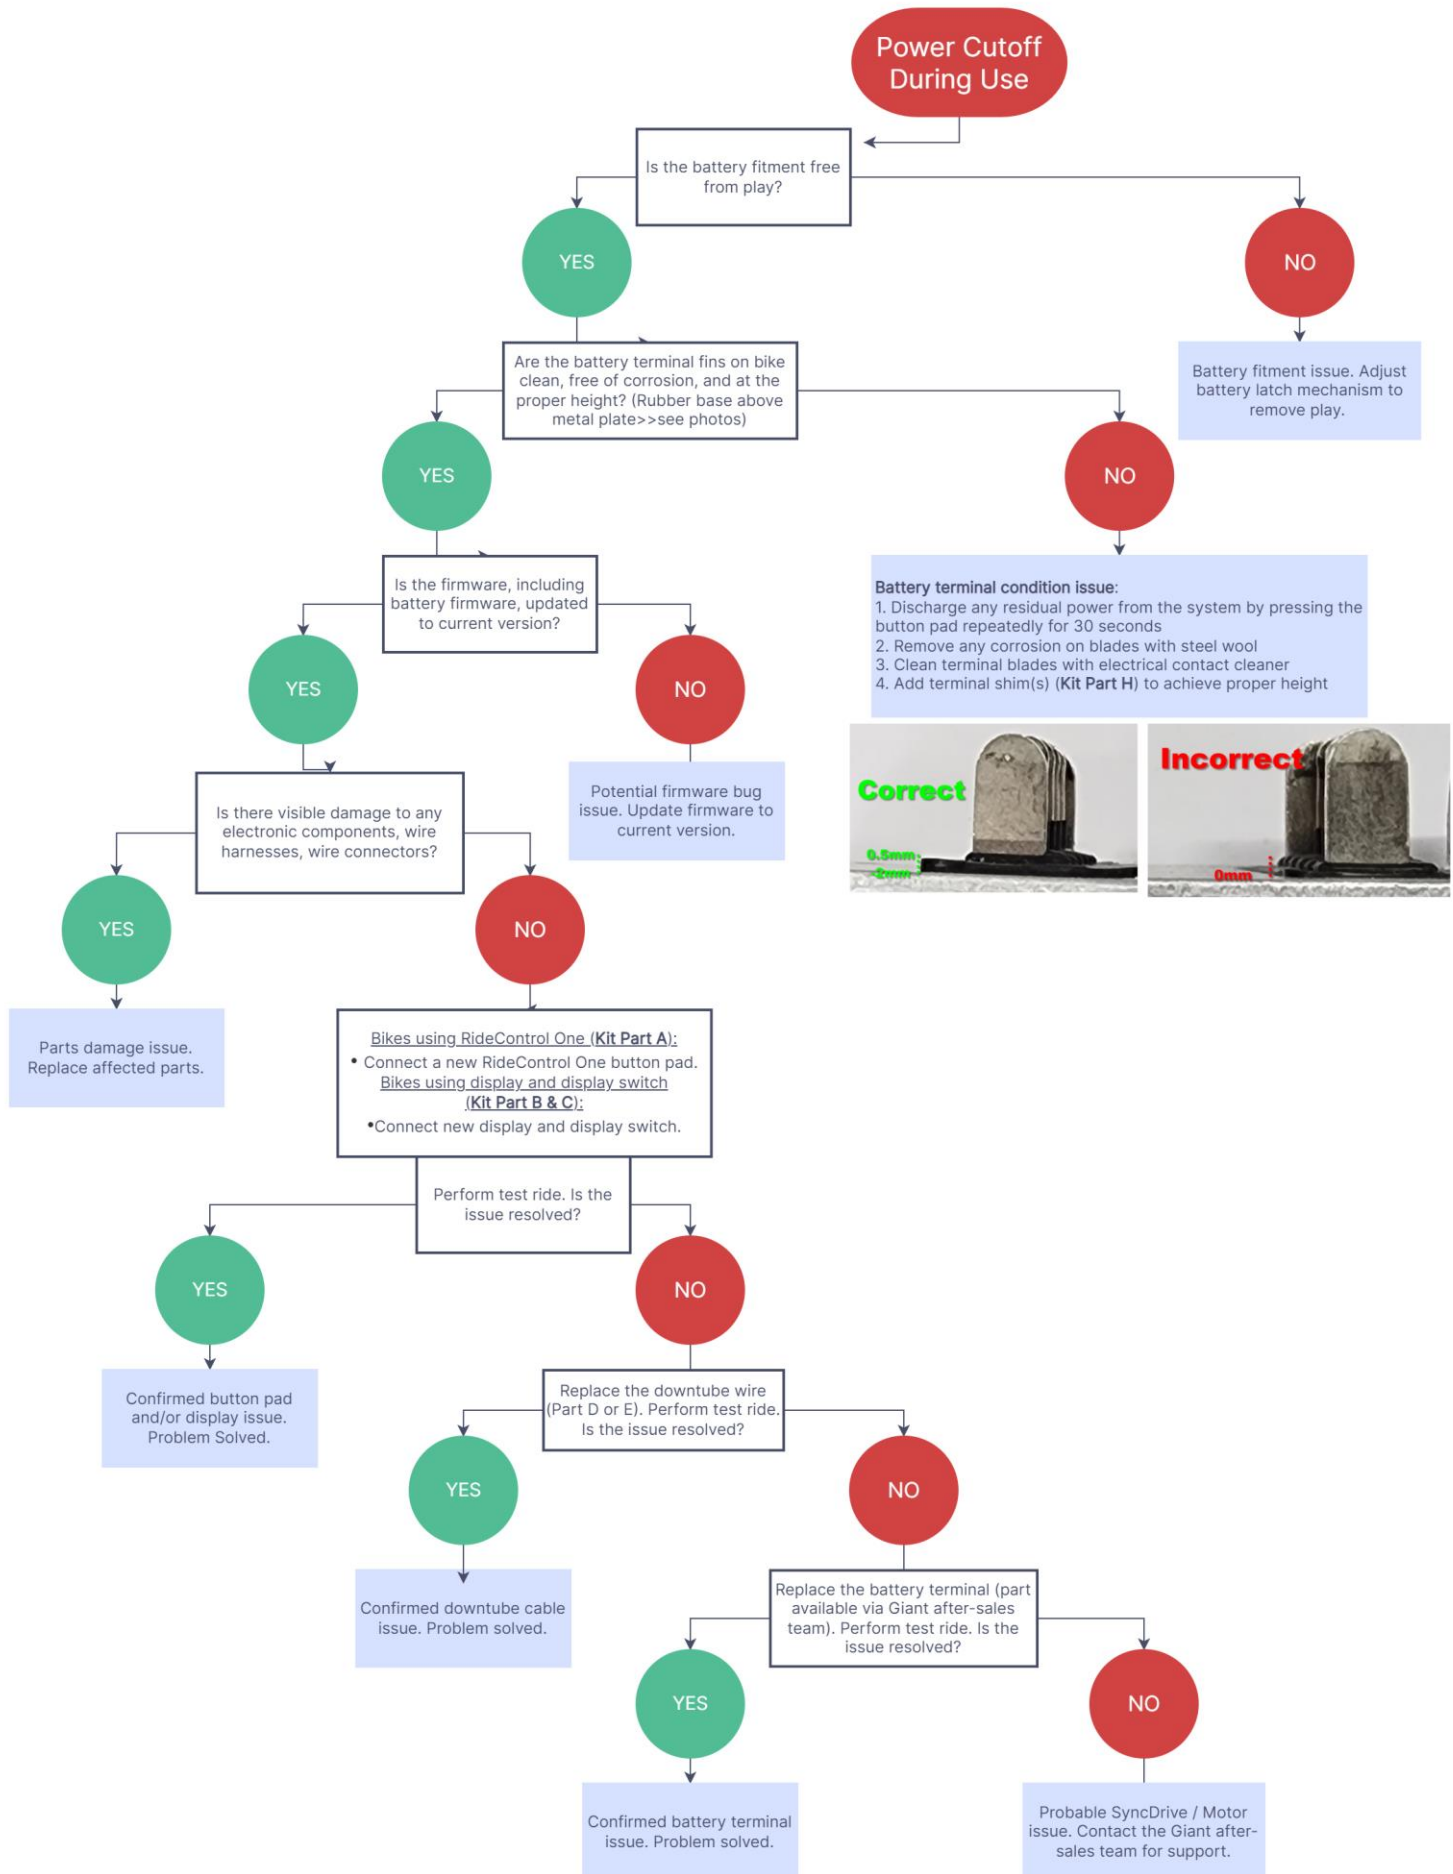 Power Cutoff
During Use
Is the battery fitment free
from play?
YES
NO
Are the battery terminal fins on bike
clean, free of corrosion, and at the
proper height? (Rubber base above
metal plate>>see photos)
Battery fitment issue. Adjust
battery latch mechanism to
remove play.
YES
NO
Is the firmware, including
battery firmware, updated
to current version?
Battery terminal condition issue:
1. Discharge any residual power from the system by pressing the
button pad repeatedly for 30 seconds
2. Remove any corrosion on blades with steel wool
3. Clean terminal blades with electrical contact cleaner
4. Add terminal shim(s) (Kit Part H) to achieve proper height
YES
NO
Correct
0.5mm
-2mm
Incorrect
0mm
Is there visible damage to any
electronic components, wire
harnesses, wire connectors?
Potential firmware bug
issue. Update firmware to
current version.
YES
NO
Parts damage issue.
Replace affected parts.
Bikes using RideControl One (Kit Part A):
• Connect a new RideControl One button pad.
Bikes using display and display switch
(Kit Part B & C):
•Connect new display and display switch.
Perform test ride. Is the
issue resolved?
YES
NO
Confirmed button pad
and/or display issue.
Problem Solved.
Replace the downtube wire
(Part D or E). Perform test ride.
Is the issue resolved?
YES
NO
Confirmed downtube cable
issue. Problem solved.
Replace the battery terminal (part
available via Giant after-sales
team). Perform test ride. Is the
issue resolved?
YES
NO
Confirmed battery terminal
issue. Problem solved.
Probable SyncDrive / Motor
issue. Contact the Giant after-
sales team for support.